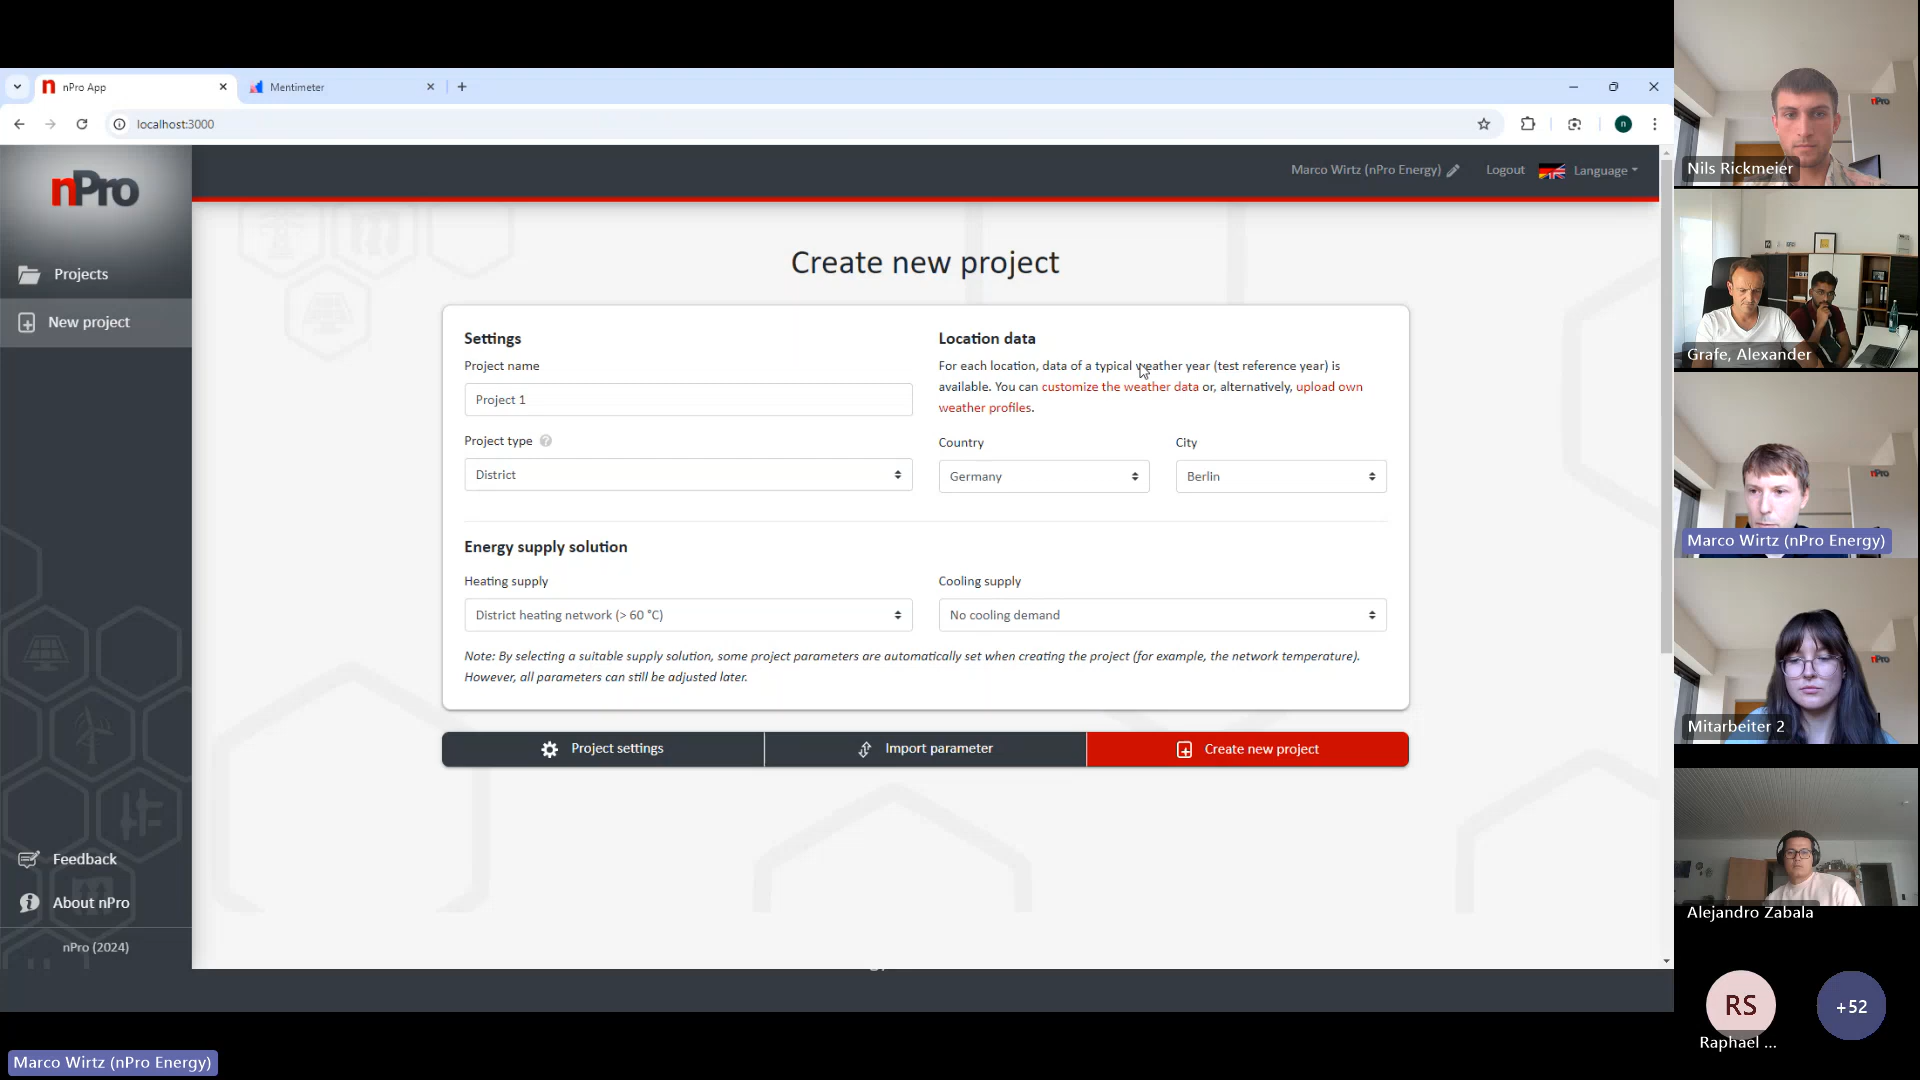 nPro App
Mentimeter
localhost:3000
nPro
Marco Wirtz (nPro Energy)
Logout
Language
Projects
New project
Create new project
Settings
Project name
Project 1
Project type
District
Location data
For each location, data of a typical weather year (test reference year) is
available. You can customize the weather data or, alternatively, upload own
weather profiles.
Country
City
Germany
Berlin
Energy supply solution
Heating supply
Cooling supply
District heating network (> 60 °C)
No cooling demand
Note: By selecting a suitable supply solution, some project parameters are automatically set when creating the project (for example, the network temperature).
However, all parameters can still be adjusted later.
Project settings
Import parameter
Create new project
Feedback
About nPro
nPro (2024)
Marco Wirtz (nPro Energy)
nPro
Nils Rickmeier
Grafe, Alexander
nPro
Marco Wirtz (nPro Energy)
nPro
Mitarbeiter 2
Alejandro Zabala
RS
+52
Raphael ...